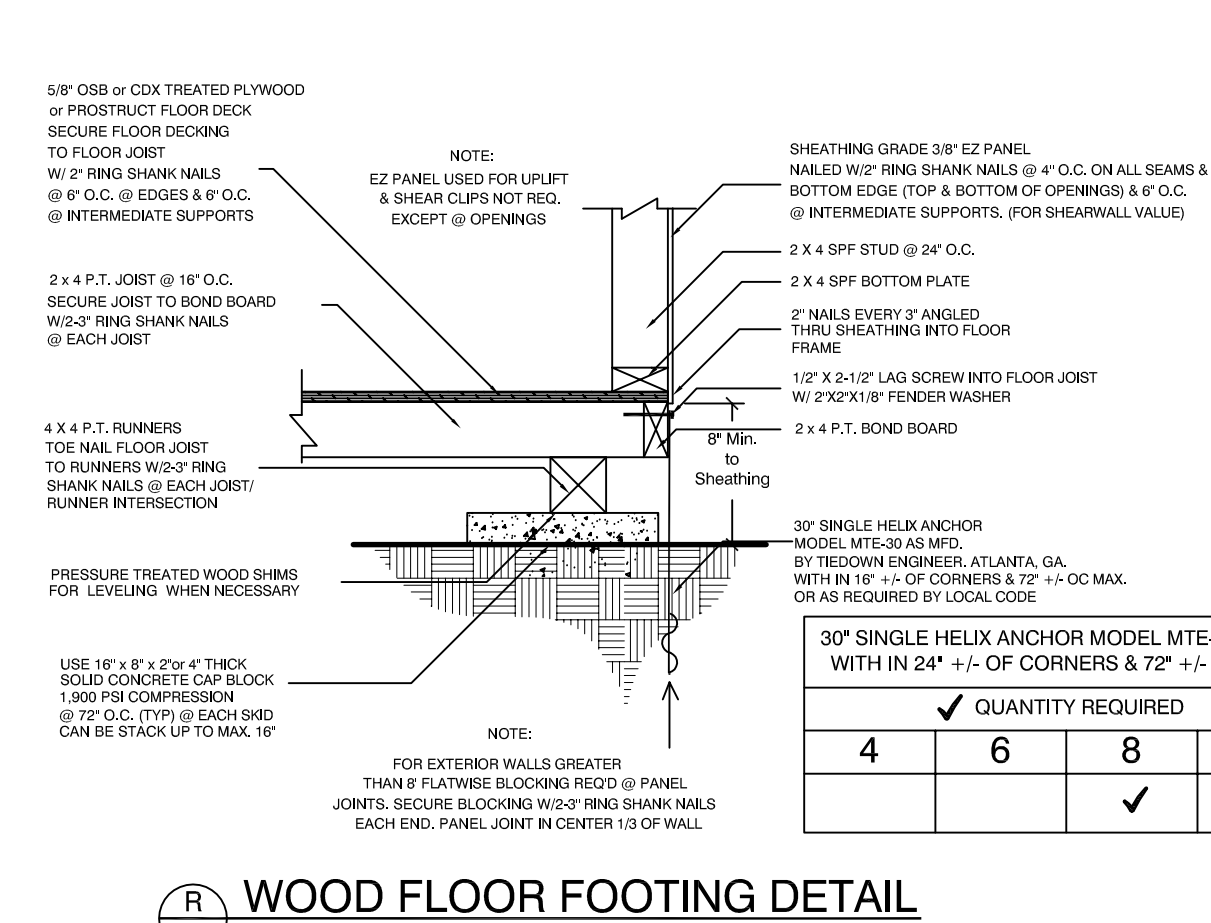 5/8" OSB or CDX TREATED PLYWOOD
or PROSTRUCT FLOOR DECK
SECURE FLOOR DECKING
TO FLOOR JOIST
W/ 2" RING SHANK NAILS
@ 6" O.C. @ EDGES & 6" O.C.
@ INTERMEDIATE SUPPORTS
2 x 4 P.T. JOIST @ 16" O.C.
SECURE JOIST TO BOND BOARD
W/2-3" RING SHANK NAILS
@ EACH JOIST
4 X 4 P.T. RUNNERS
TOE NAIL FLOOR JOIST
TO RUNNERS W/2-3" RING
SHANK NAILS @ EACH JOIST/
RUNNER INTERSECTION
PRESSURE TREATED WOOD SHIMS
FOR LEVELING WHEN NECESSARY
USE 16" x 8" x 2"or 4" THICK
SOLID CONCRETE CAP BLOCK
1,900 PSI COMPRESSION
@ 72" O.C. (TYP) @ EACH SKID
CAN BE STACK UP TO MAX. 16"
NOTE:
EZ PANEL USED FOR UPLIFT
& SHEAR CLIPS NOT REQ.
EXCEPT @ OPENINGS
SHEATHING GRADE 3/8" EZ PANEL
NAILED W/2" RING SHANK NAILS @ 4" O.C. ON ALL SEAMS &
BOTTOM EDGE (TOP & BOTTOM OF OPENINGS) & 6" O.C.
@ INTERMEDIATE SUPPORTS. (FOR SHEARWALL VALUE)
2 X 4 SPF STUD @ 24" O.C.
2 X 4 SPF BOTTOM PLATE
2" NAILS EVERY 3" ANGLED
THRU SHEATHING INTO FLOOR
FRAME
1/2" X 2-1/2" LAG SCREW INTO FLOOR JOIST
W/ 2"X2"X1/8" FENDER WASHER
2 x 4 P.T. BOND BOARD
8" Min.
to
Sheathing
30" SINGLE HELIX ANCHOR
MODEL MTE-30 AS MFD.
BY TIEDOWN ENGINEER. ATLANTA, GA.
WITH IN 16" +/- OF CORNERS & 72" +/- OC MAX.
OR AS REQUIRED BY LOCAL CODE
30" SINGLE HELIX ANCHOR MODEL MTE-
WITH IN 24" +/- OF CORNERS & 72" +/-
✓ QUANTITY REQUIRED
4 6 8
✓
NOTE:
FOR EXTERIOR WALLS GREATER
THAN 8' FLATWISE BLOCKING REQ'D @ PANEL
JOINTS. SECURE BLOCKING W/2-3" RING SHANK NAILS
EACH END. PANEL JOINT IN CENTER 1/3 OF WALL
R WOOD FLOOR FOOTING DETAIL